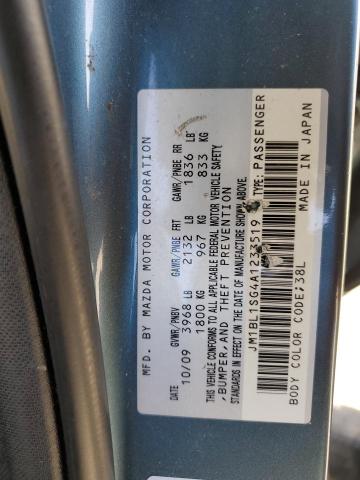 MFD. BY MAZDA MOTOR CORPORATION
DATE GVWR/PNBV GAWR/PNBE FRT GAWR/PNBE RR
10/09 3968 LB 2132 LB 1836 LB
1800 KG 967 KG 833 KG
THIS VEHICLE CONFORMS TO ALL APPLICABLE FEDERAL MOTOR VEHICLE SAFETY,
,BUMPER,AND THEFT PREVENTION
STANDARDS IN EFFECT ON THE DATE OF MANUFACTURE SHOWN ABOVE.
TYPE: PASSENGER
BODY COLOR CODE;38L MADE IN JAPAN